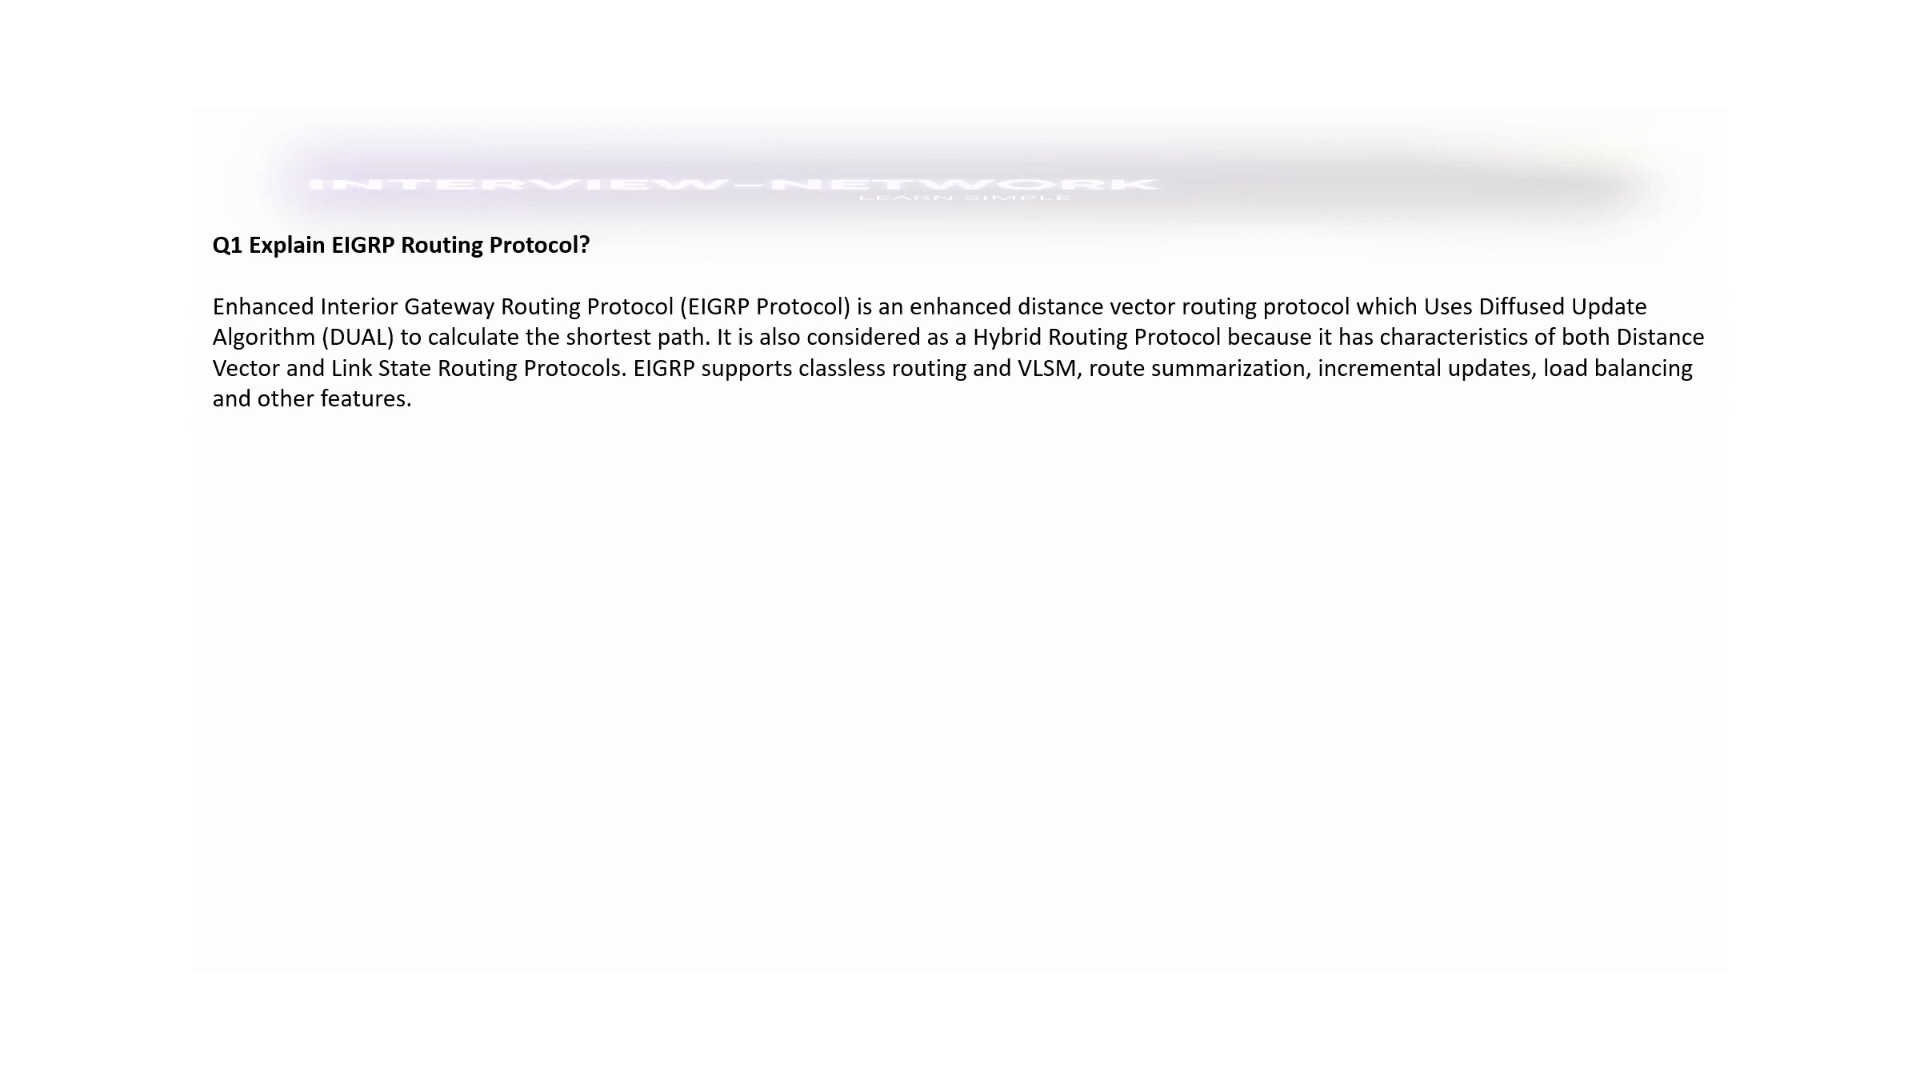 INTERVIEW-NETWORK
LEARN SIMPLE
Q1 Explain EIGRP Routing Protocol?
Enhanced Interior Gateway Routing Protocol (EIGRP Protocol) is an enhanced distance vector routing protocol which Uses Diffused Update
Algorithm (DUAL) to calculate the shortest path. It is also considered as a Hybrid Routing Protocol because it has characteristics of both Distance
Vector and Link State Routing Protocols. EIGRP supports classless routing and VLSM, route summarization, incremental updates, load balancing
and other features.